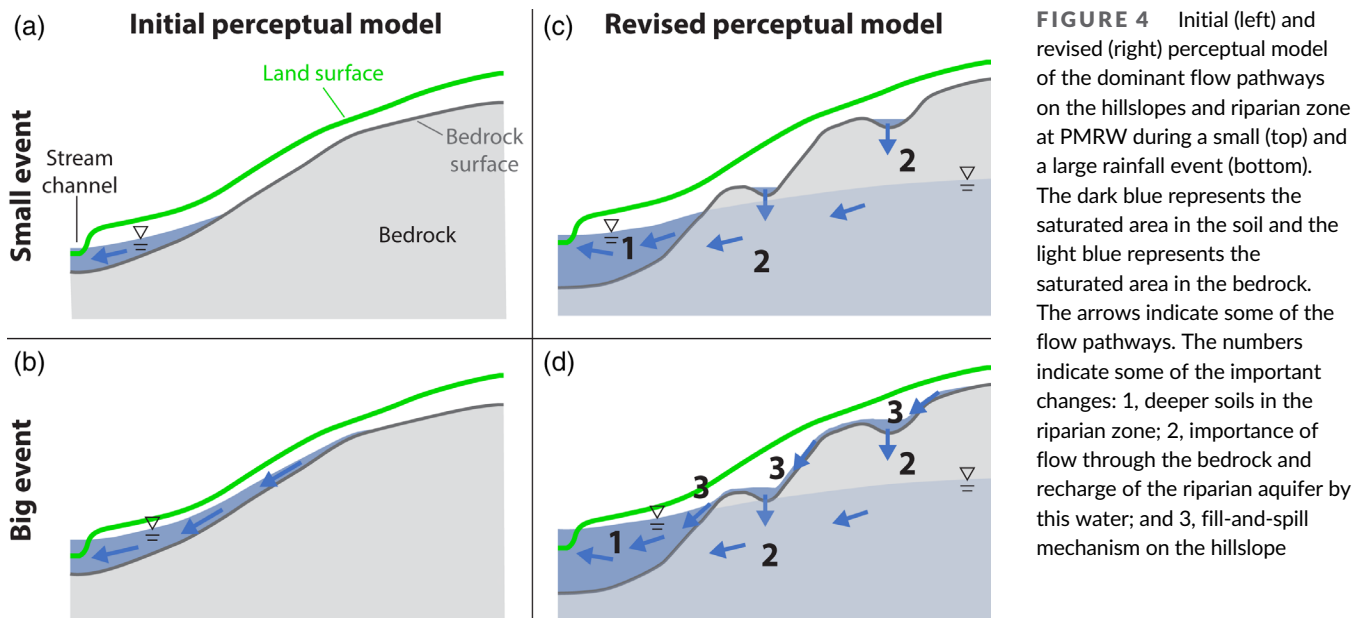 (a)
Initial perceptual model
(c)
Revised perceptual model
Small event
Land surface
Bedrock
surface
Stream
channel
Bedrock
1
2
2
(b)
(d)
Big event
1
2
2
3
3
3
FIGURE 4 Initial (left) and
revised (right) perceptual model
of the dominant flow pathways
on the hillslopes and riparian zone
at PMRW during a small (top) and
a large rainfall event (bottom).
The dark blue represents the
saturated area in the soil and the
light blue represents the
saturated area in the bedrock.
The arrows indicate some of the
flow pathways. The numbers
indicate some of the important
changes: 1, deeper soils in the
riparian zone; 2, importance of
flow through the bedrock and
recharge of the riparian aquifer by
this water; and 3, fill-and-spill
mechanism on the hillslope